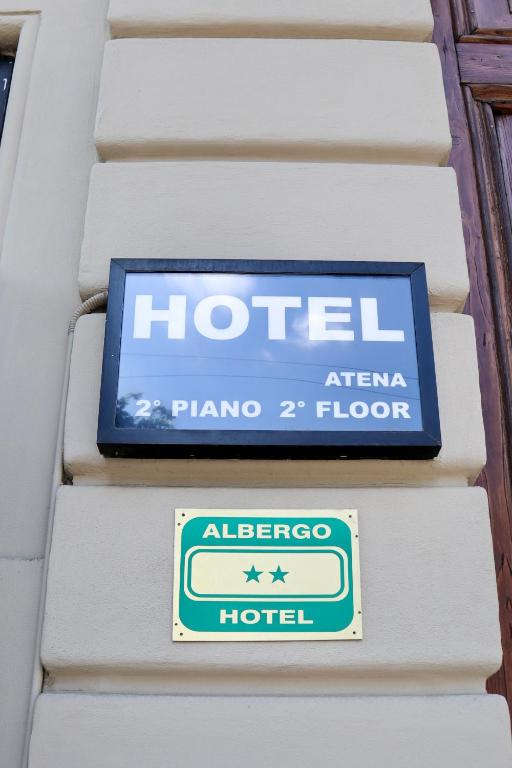 HOTEL
ATENA
2° PIANO 2° FLOOR
ALBERGO
★★
HOTEL